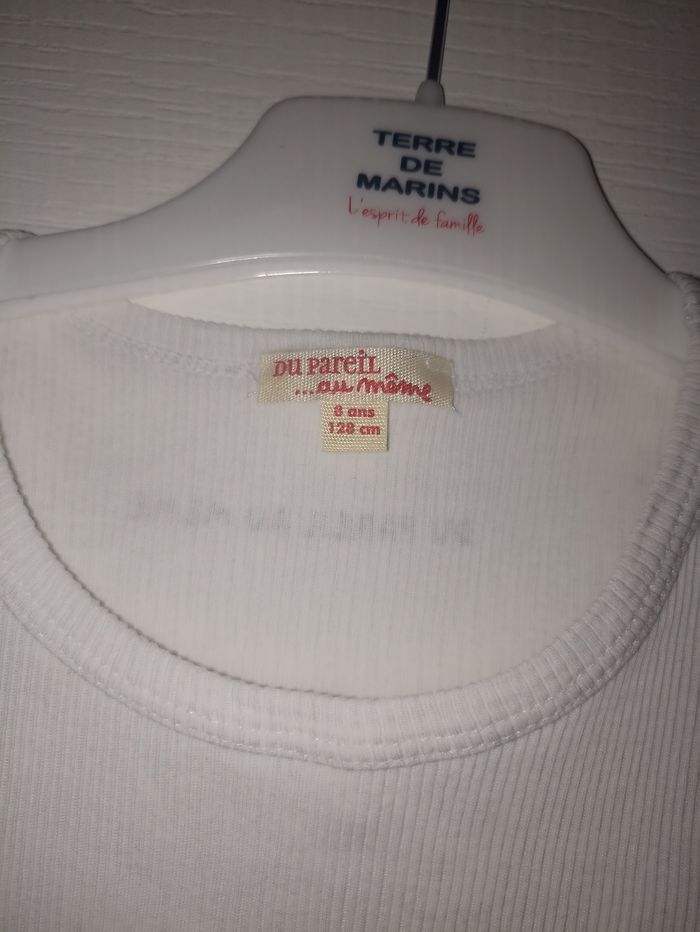 TERRE
DE
MARINS
L'esprit de famille
DU PAREIL
...au même
8 ans
128 cm